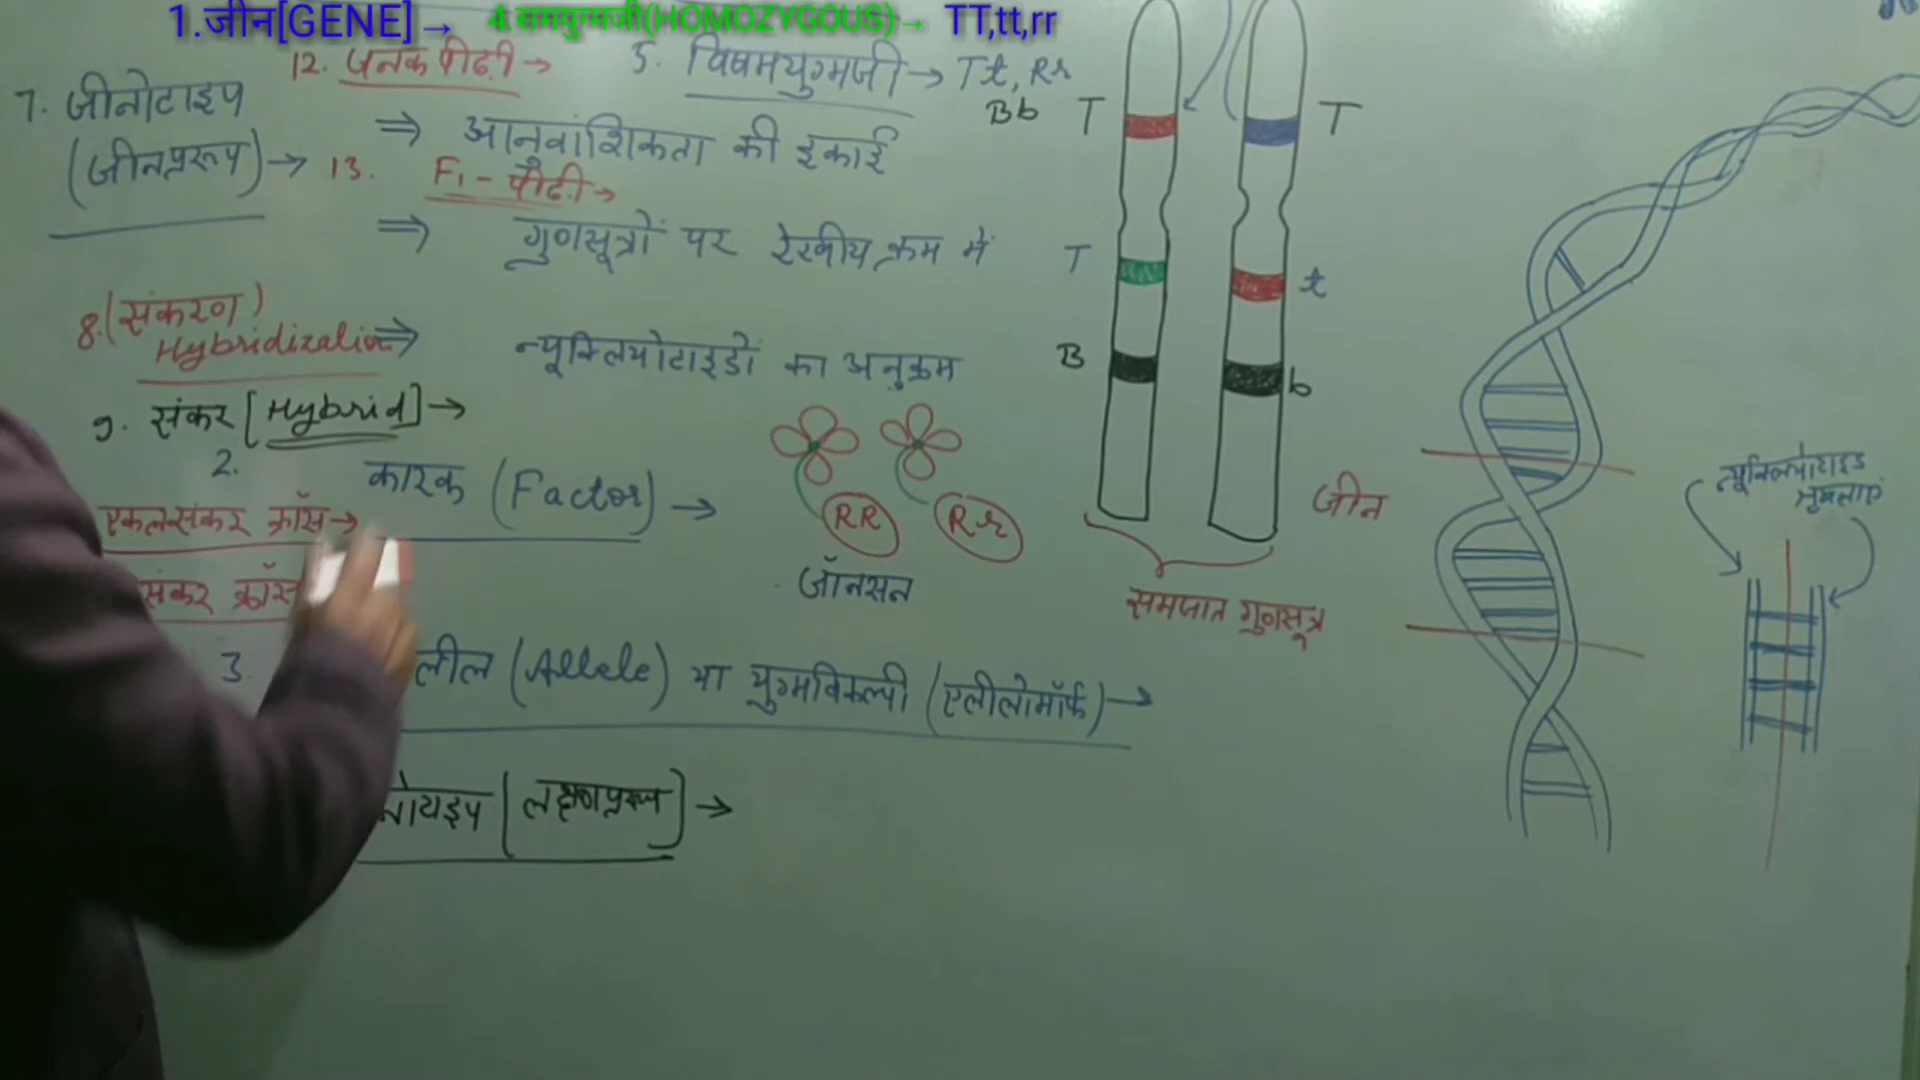 1.जीन[GENE]→
4.समयुग्मजी(HOMOZYGOUS)→ TT,tt,rr
12. जनक पीढ़ी →
5. विषमयुग्मजी → Tt, Rr
Bb
7. जीनोटाइप
(जीनप्ररूप) →
⇒ आनुवांशिकता की इकाई
13. F₁ - पीढ़ी →
⇒ गुणसूत्रों पर रेखीय क्रम में
8. (संकरण)
Hybridization
⇒ न्यूक्लियोटाइडों का अनुक्रम
9. संकर [Hybrid] →
2. कारक (Factor) →
एकलसंकर क्रॉस →
संकर क्रॉस
RR
Rr
जॉनसन
3. लील (Allele) या युग्मविकल्पी (एलीलोमॉर्फ) →
नोटाइप [लक्षणप्ररूप] →
T
T
T
t
B
b
जीन
समजात गुणसूत्र
न्यूक्लियोटाइड